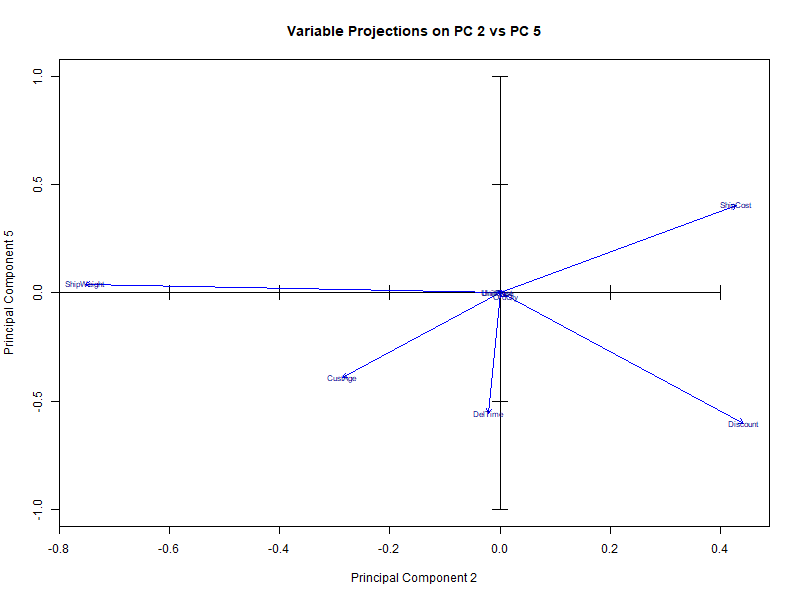 Variable Projections on PC 2 vs PC 5
1.0
0.5
0.0
-0.5
-1.0
Principal Component 5
ShipCost
ShipWeight
CustAge
DelTime
Discount
-0.8
-0.6
-0.4
-0.2
0.0
0.2
0.4
Principal Component 2